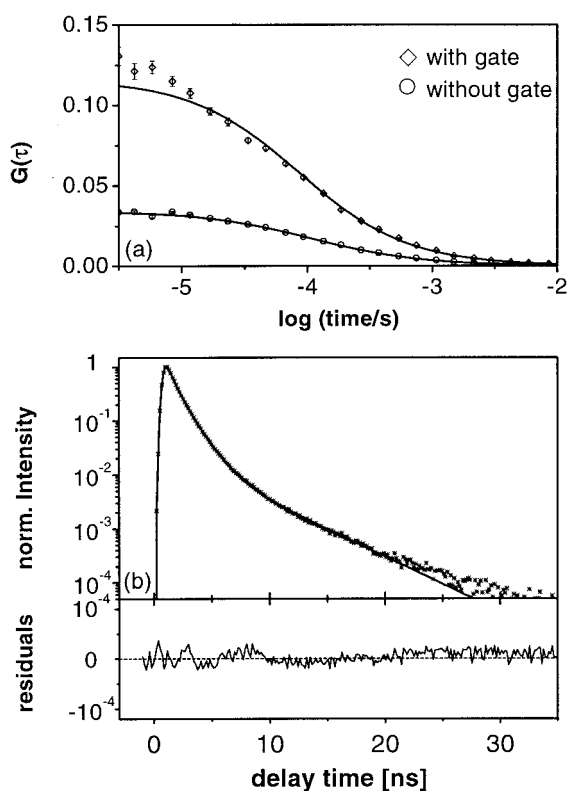 0.15
0.10
0.05
0.00
G(τ)
◇ with gate
○ without gate
(a)
-5 -4 -3 -2
log (time/s)
1
10⁻¹
10⁻²
10⁻³
10⁻⁴
norm. Intensity
(b)
10⁻⁴
0
-10⁻⁴
residuals
0 10 20 30
delay time [ns]